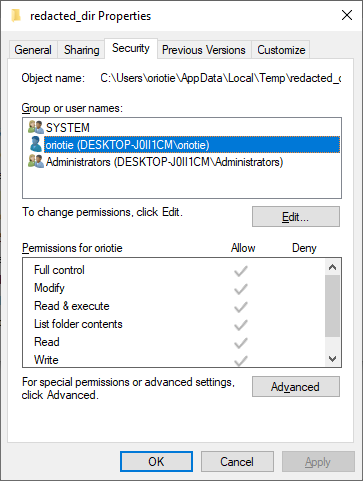 redacted_dir Properties
General Sharing Security Previous Versions Customize
Object name: C:\Users\oriotie\AppData\Local\Temp\redacted_c
Group or user names:
SYSTEM
oriotie (DESKTOP-J0II1CM\oriotie)
Administrators (DESKTOP-J0II1CM\Administrators)
To change permissions, click Edit.
Edit...
Permissions for oriotie Allow Deny
Full control
Modify
Read & execute
List folder contents
Read
Write
For special permissions or advanced settings,
click Advanced.
Advanced
OK Cancel Apply